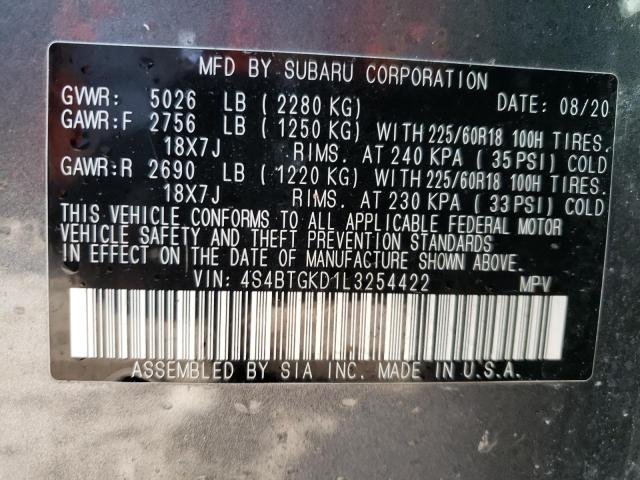 MFD BY SUBARU CORPORATION
GVWR: 5026 LB (2280 KG) DATE: 08/20
GAWR:F 2756 LB (1250 KG) WITH 225/60R18 100H TIRES.
18X7J RIMS. AT 240 KPA (35 PSI) COLD
GAWR:R 2690 LB (1220 KG) WITH 225/60R18 100H TIRES.
18X7J RIMS. AT 230 KPA (33 PSI) COLD
THIS VEHICLE CONFORMS TO ALL APPLICABLE FEDERAL MOTOR
VEHICLE SAFETY AND THEFT PREVENTION STANDARDS
IN EFFECT ON THE DATE OF MANUFACTURE SHOWN ABOVE.
VIN: 4S4BTGKD1L3254422 MPV
ASSEMBLED BY SIA INC. MADE IN U.S.A.